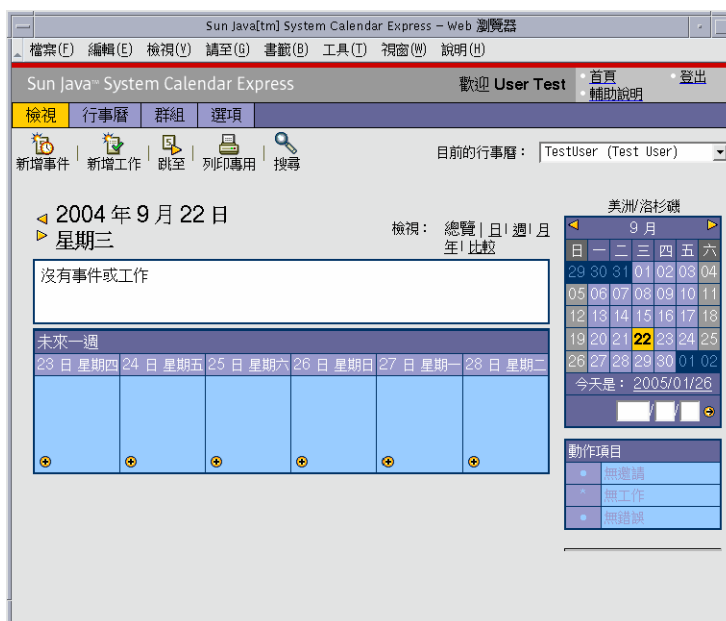 Sun Java[tm] System Calendar Express – Web 瀏覽器
檔案(F) 編輯(E) 檢視(V) 請至(G) 書籤(B) 工具(T) 視窗(W) 說明(H)
Sun Java™ System Calendar Express 歡迎 User Test 首頁 登出
輔助說明
檢視 行事曆 群組 選項
新增事件 新增工作 跳至 列印專用 搜尋
目前的行事曆： TestUser (Test User)
2004 年 9 月 22 日
星期三
檢視： 總覽 | 日 | 週 | 月
年 | 比較
沒有事件或工作
未來一週
23 日 星期四 24 日 星期五 25 日 星期六 26 日 星期日 27 日 星期一 28 日 星期二
美洲/洛杉磯
9 月
日 一 二 三 四 五 六
29 30 31 01 02 03 04
05 06 07 08 09 10 11
12 13 14 15 16 17 18
19 20 21 22 23 24 25
26 27 28 29 30 01 02
今天是： 2005/01/26
/ /
動作項目
無邀請
無工作
無錯誤